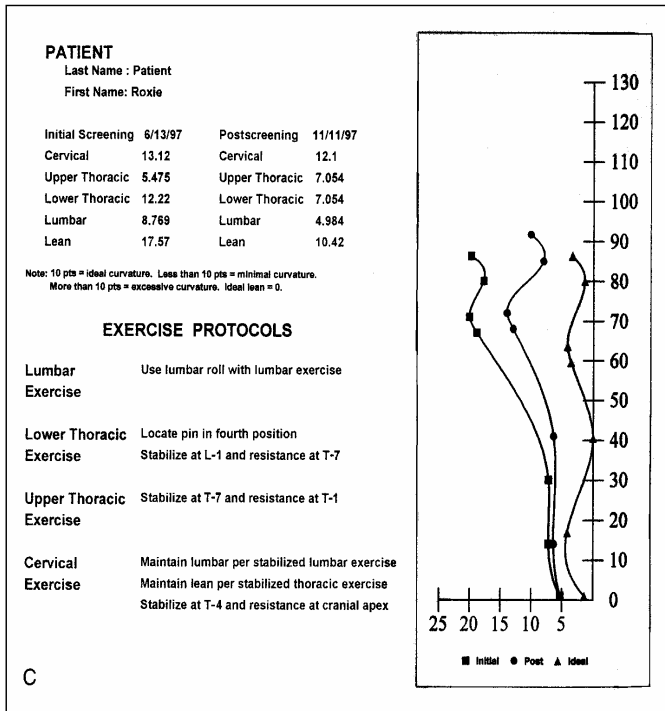 PATIENT
Last Name : Patient
First Name: Roxie
Initial Screening 6/13/97 Postscreening 11/11/97
Cervical 13.12 Cervical 12.1
Upper Thoracic 5.475 Upper Thoracic 7.054
Lower Thoracic 12.22 Lower Thoracic 7.054
Lumbar 8.769 Lumbar 4.984
Lean 17.57 Lean 10.42
Note: 10 pts = ideal curvature. Less than 10 pts = minimal curvature.
More than 10 pts = excessive curvature. Ideal lean = 0.
EXERCISE PROTOCOLS
Lumbar Use lumbar roll with lumbar exercise
Exercise
Lower Thoracic Locate pin in fourth position
Exercise Stabilize at L-1 and resistance at T-7
Upper Thoracic Stabilize at T-7 and resistance at T-1
Exercise
Cervical Maintain lumbar per stabilized lumbar exercise
Exercise Maintain lean per stabilized thoracic exercise
Stabilize at T-4 and resistance at cranial apex
C
130
120
110
100
90
80
70
60
50
40
30
20
10
0
25 20 15 10 5
Initial Post Ideal